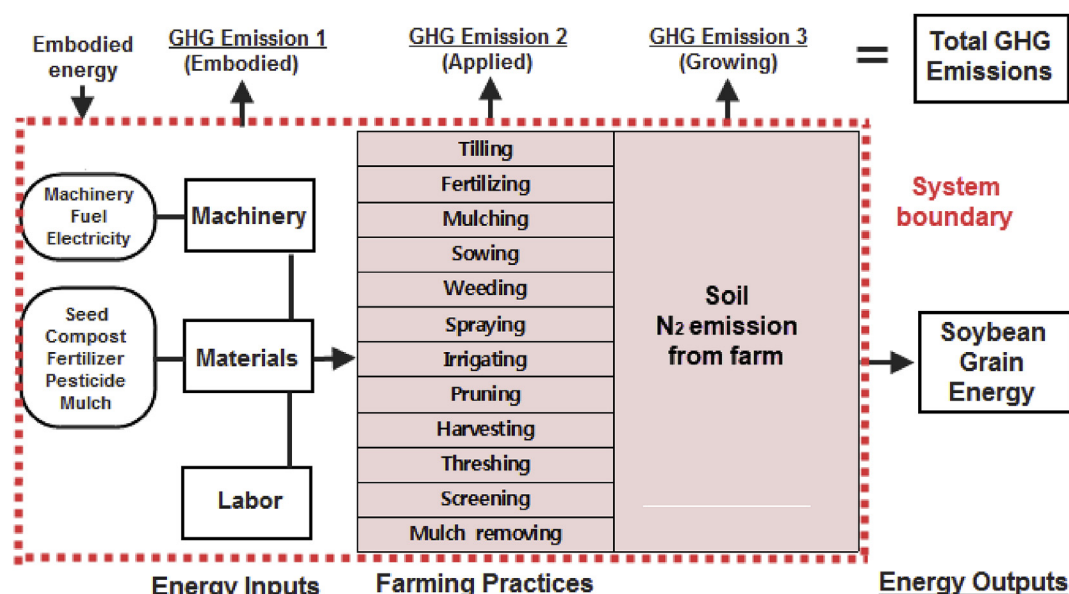 Embodied
energy
GHG Emission 1
(Embodied)
GHG Emission 2
(Applied)
GHG Emission 3
(Growing)
=
Total GHG
Emissions
Machinery
Fuel
Electricity
Machinery
Seed
Compost
Fertilizer
Pesticide
Mulch
Materials
Labor
Tilling
Fertilizing
Mulching
Sowing
Weeding
Spraying
Irrigating
Pruning
Harvesting
Threshing
Screening
Mulch removing
Soil
N2 emission
from farm
System
boundary
Soybean
Grain
Energy
Energy Inputs
Farming Practices
Energy Outputs